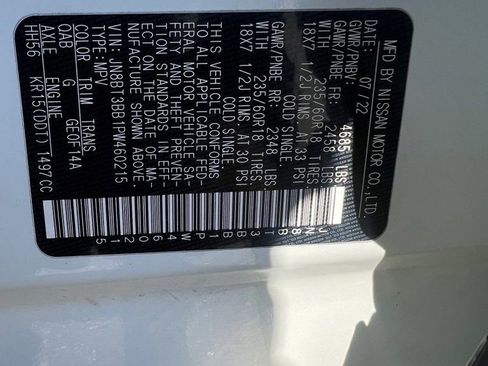 MFD BY NISSAN MOTOR CO.,LTD.
DATE: 07/22
GVWR/PNBV: 4685 LBS
GAWR/PNBE FR: 2458 LBS
WITH 235/60R18 TIRES
18X7 1/2J RIMS, AT 33 PSI
COLD SINGLE
GAWR/PNBE RR: 2348 LBS
WITH 235/60R18 TIRES
18X7 1/2J RIMS, AT 30 PSI
COLD SINGLE
THIS VEHICLE CONFORMS
TO ALL APPLICABLE FED-
ERAL MOTOR VEHICLE SA-
FETY AND THEFT PREVEN-
TION STANDARDS IN EFF-
ECT ON THE DATE OF MA-
NUFACTURE SHOWN ABOVE.
JN8BT3BB1PW460215
VIN : JN8BT3BB1PW460215
TYPE: MPV
COLOR TRIM TRANS
QAB G GE0F14A
AXLE ENGINE
HH56 KR15(DDT) 1497CC